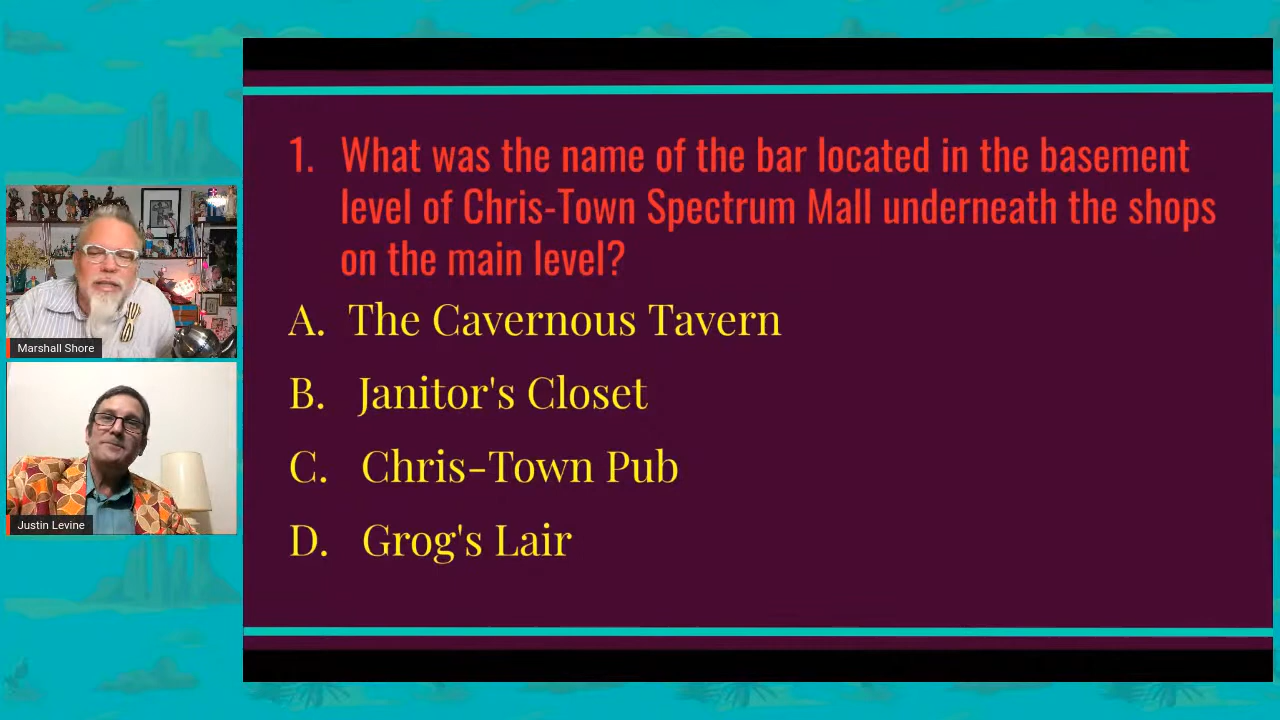 1. What was the name of the bar located in the basement
level of Chris-Town Spectrum Mall underneath the shops
on the main level?
A. The Cavernous Tavern
B. Janitor's Closet
C. Chris-Town Pub
D. Grog's Lair
Marshall Shore
Justin Levine